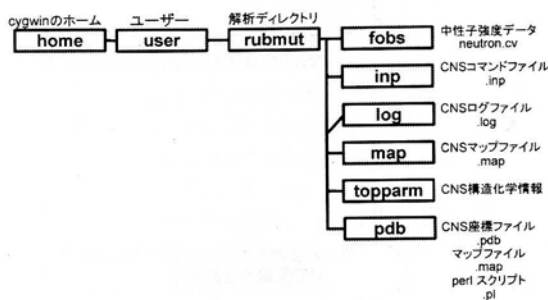 cygwinのホーム
ユーザー
解析ディレクトリ
home
user
rubmut
fobs
中性子強度データ
neutron.cv
inp
CNSコマンドファイル
.inp
log
CNSログファイル
.log
map
CNSマップファイル
.map
topparm
CNS構造化学情報
pdb
CNS座標ファイル
.pdb
マップファイル
.map
perl スクリプト
.pl